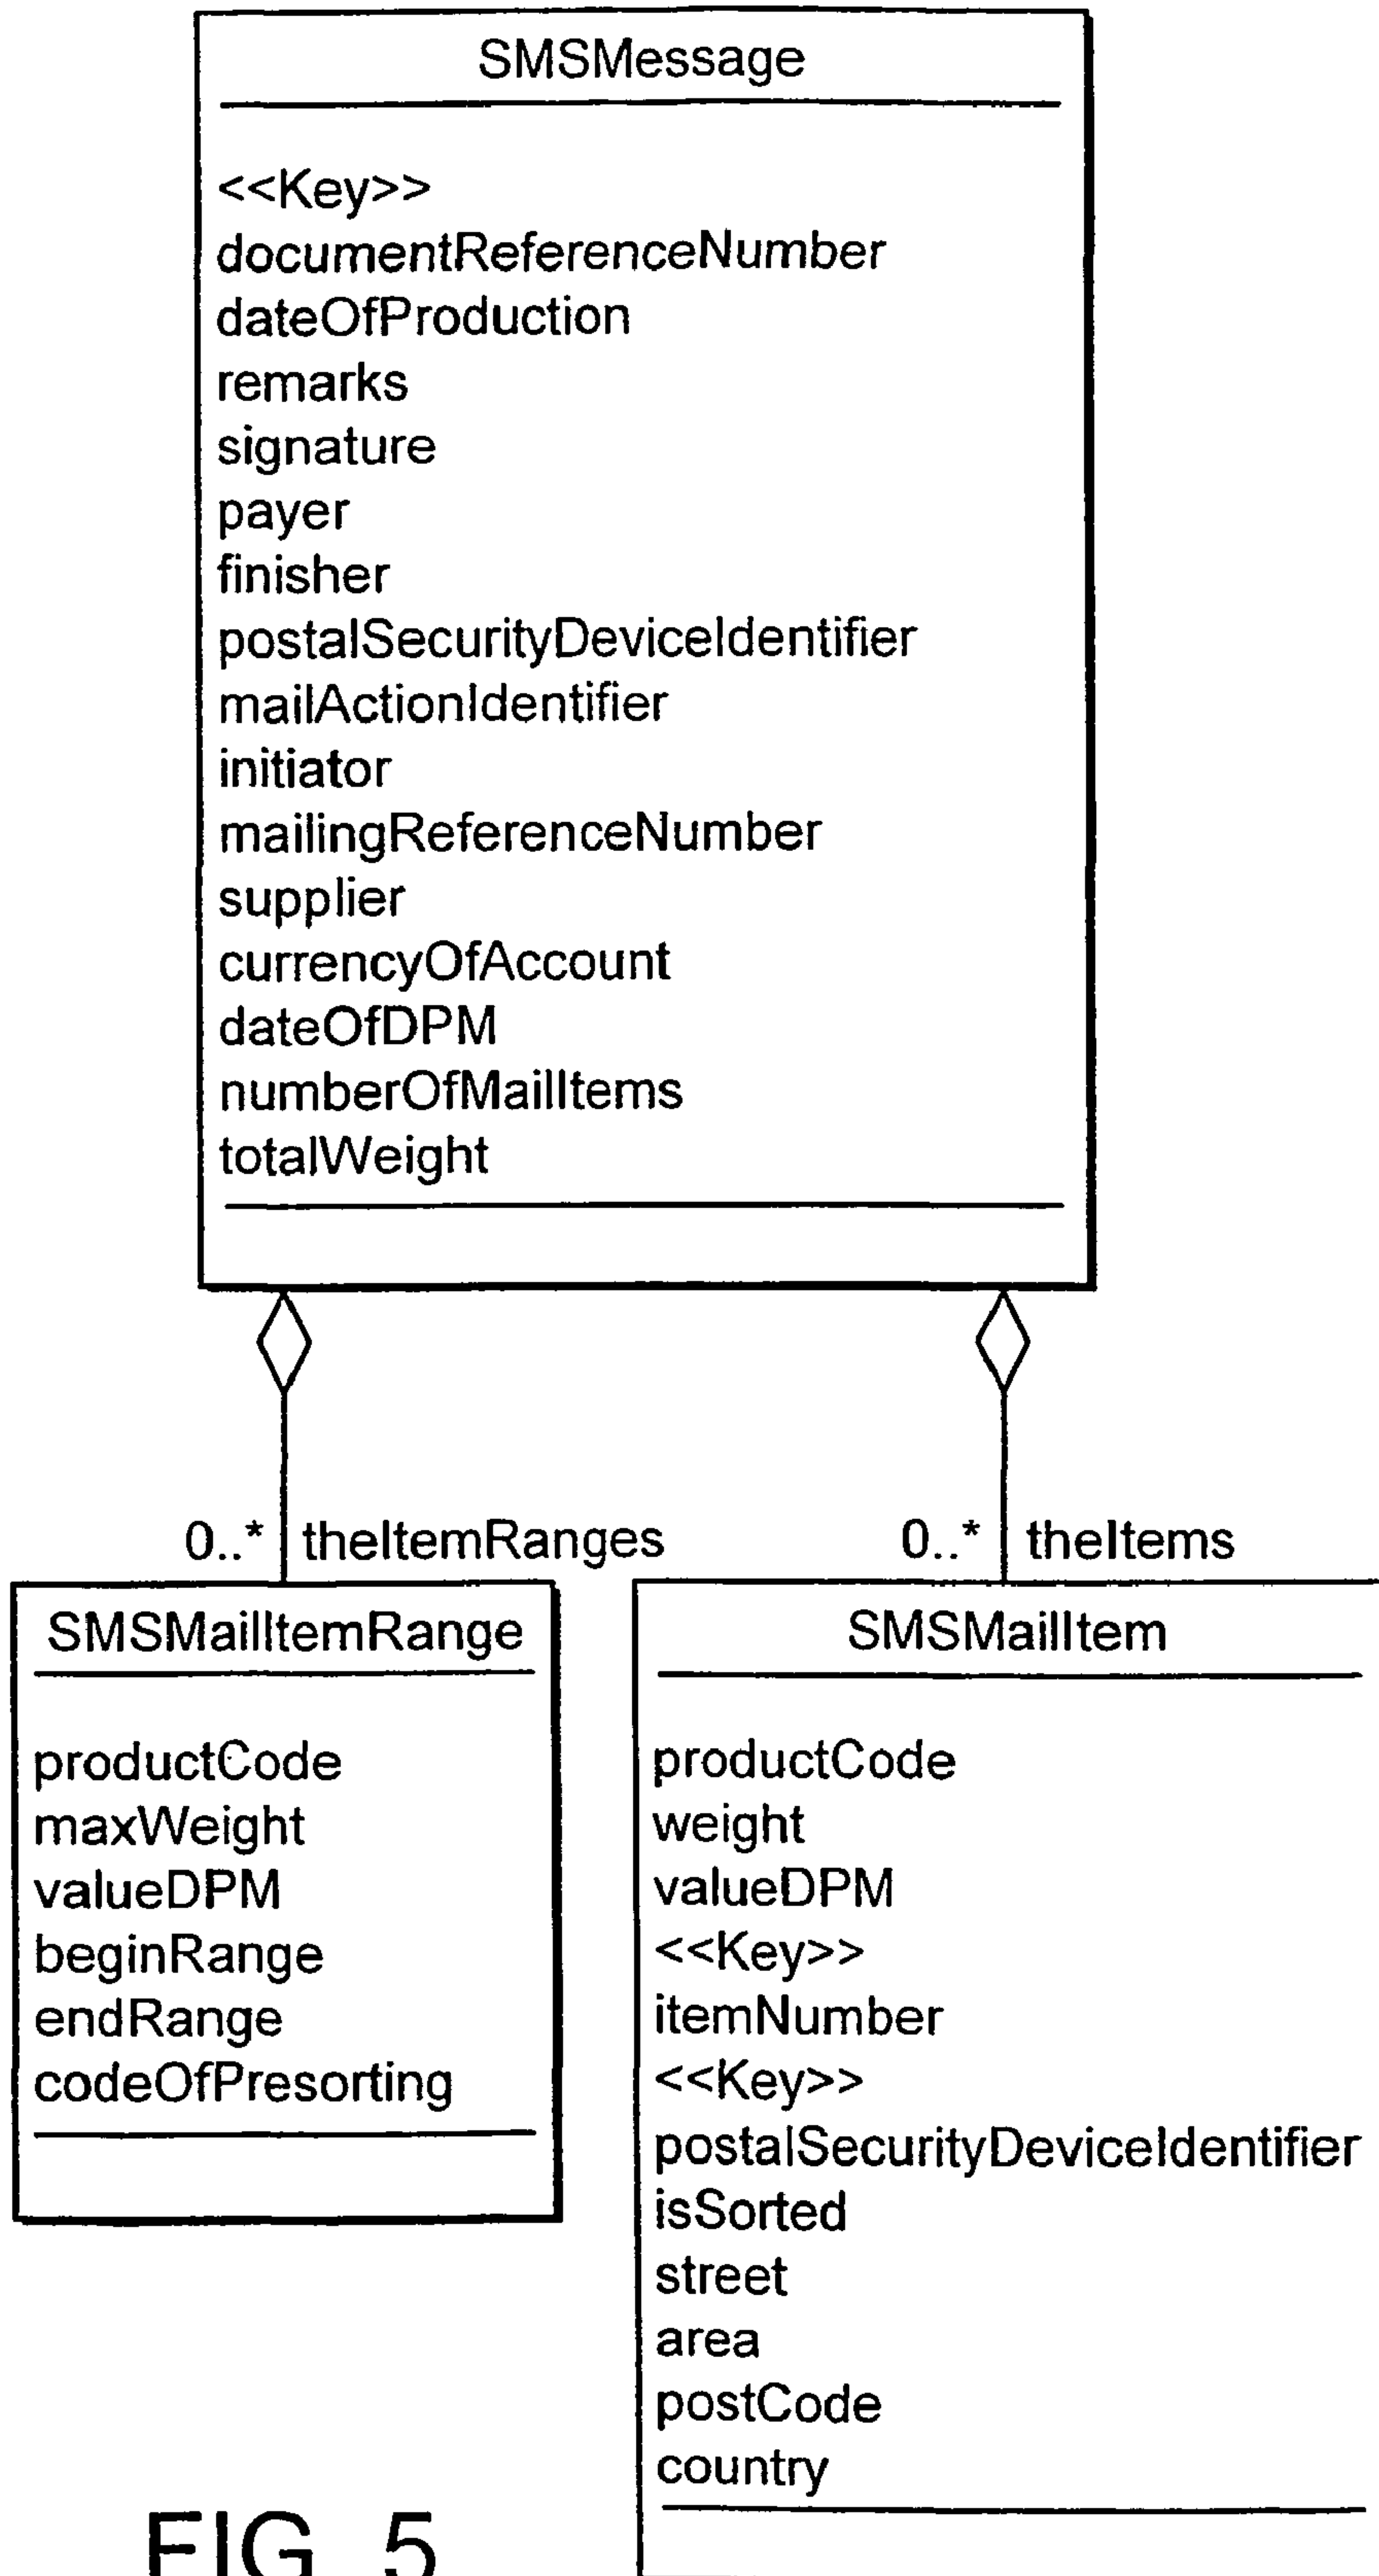 SMSMessage
<<Key>>
documentReferenceNumber
dateOfProduction
remarks
signature
payer
finisher
postalSecurityDeviceIdentifier
mailActionIdentifier
initiator
mailingReferenceNumber
supplier
currencyOfAccount
dateOfDPM
numberOfMailItems
totalWeight
0..* theItemRanges
0..* theItems
SMSMailItemRange
productCode
maxWeight
valueDPM
beginRange
endRange
codeOfPresorting
SMSMailItem
productCode
weight
valueDPM
<<Key>>
itemNumber
<<Key>>
postalSecurityDeviceIdentifier
isSorted
street
area
postCode
country
FIG. 5